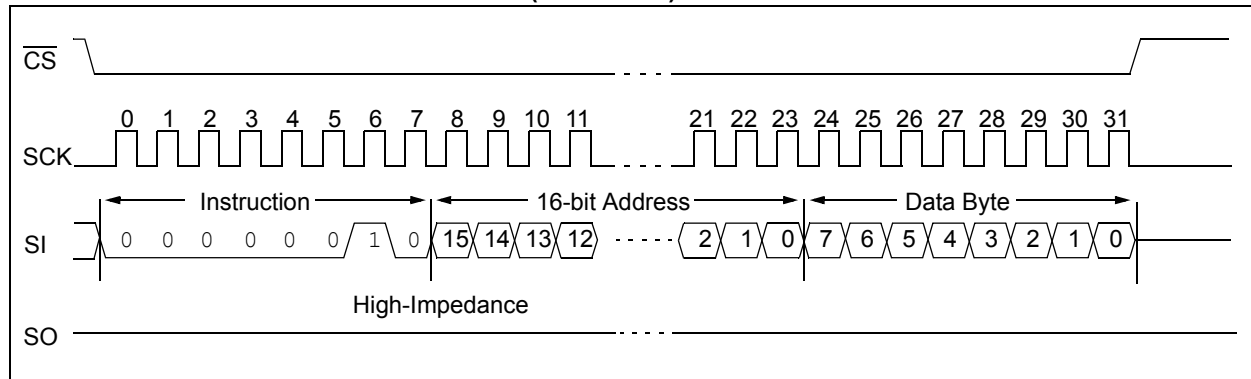 CS
0 1 2 3 4 5 6 7 8 9 10 11 21 22 23 24 25 26 27 28 29 30 31
SCK
Instruction 16-bit Address Data Byte
SI 0 0 0 0 0 0 1 0 15 14 13 12 2 1 0 7 6 5 4 3 2 1 0
High-Impedance
SO